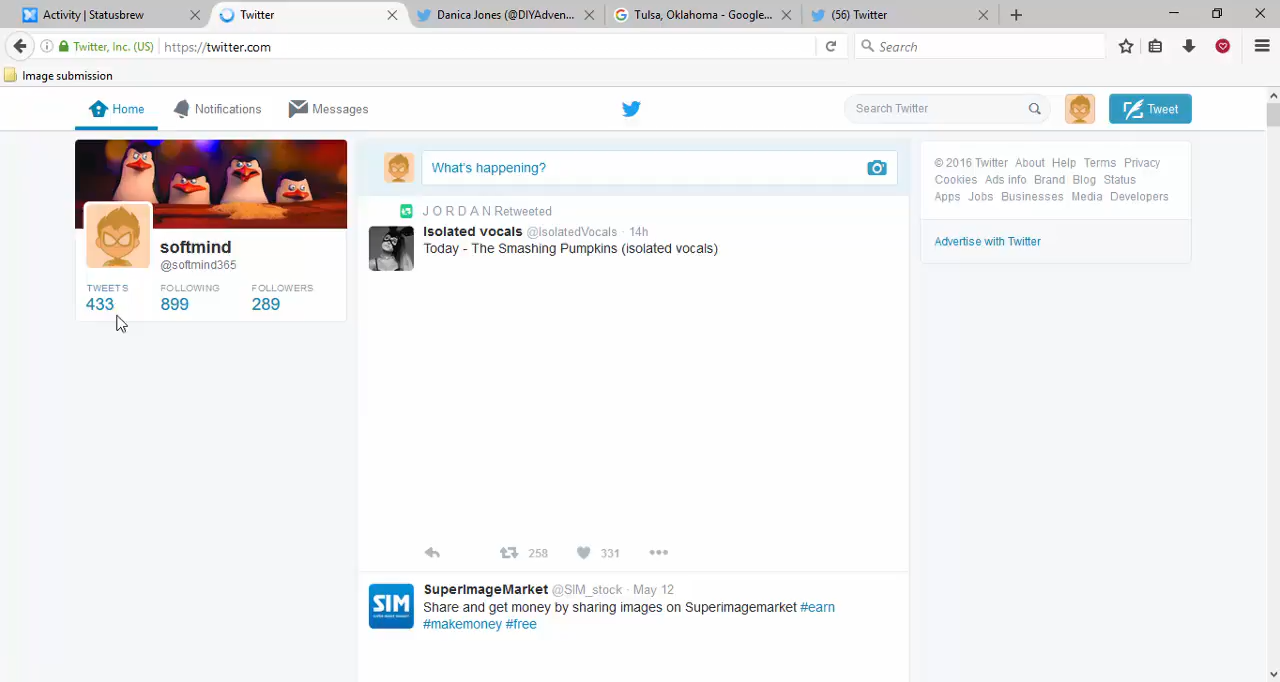 Activity | Statusbrew
Twitter
Danica Jones (@DIYAdven...
Tulsa, Oklahoma - Google...
(56) Twitter
Twitter, Inc. (US)
https://twitter.com
Search
Image submission
Home
Notifications
Messages
Search Twitter
Tweet
What's happening?
J O R D A N Retweeted
Isolated vocals @IsolatedVocals · 14h
Today - The Smashing Pumpkins (isolated vocals)
258
331
softmind
@softmind365
TWEETS FOLLOWING FOLLOWERS
433 899 289
SIM
SuperImageMarket @SIM_stock · May 12
Share and get money by sharing images on Superimagemarket #earn
#makemoney #free
© 2016 Twitter About Help Terms Privacy
Cookies Ads info Brand Blog Status
Apps Jobs Businesses Media Developers
Advertise with Twitter